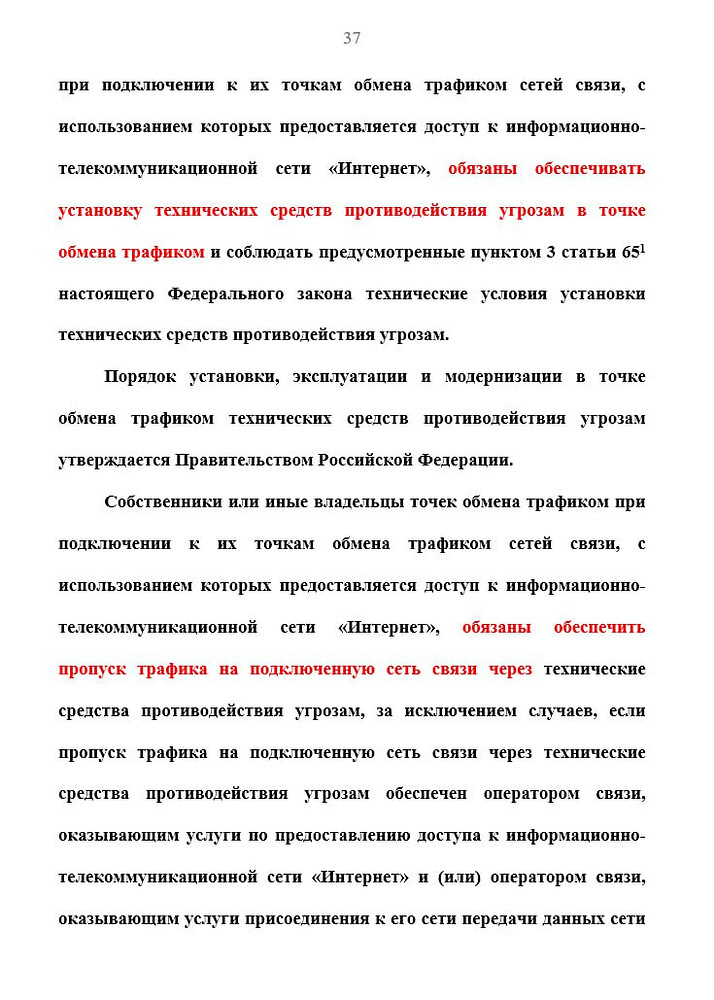 37
при подключении к их точкам обмена трафиком сетей связи, с
использованием которых предоставляется доступ к информационно-
телекоммуникационной сети «Интернет», обязаны обеспечивать
установку технических средств противодействия угрозам в точке
обмена трафиком и соблюдать предусмотренные пунктом 3 статьи 65¹
настоящего Федерального закона технические условия установки
технических средств противодействия угрозам.
Порядок установки, эксплуатации и модернизации в точке
обмена трафиком технических средств противодействия угрозам
утверждается Правительством Российской Федерации.
Собственники или иные владельцы точек обмена трафиком при
подключении к их точкам обмена трафиком сетей связи, с
использованием которых предоставляется доступ к информационно-
телекоммуникационной сети «Интернет», обязаны обеспечить
пропуск трафика на подключенную сеть связи через технические
средства противодействия угрозам, за исключением случаев, если
пропуск трафика на подключенную сеть связи через технические
средства противодействия угрозам обеспечен оператором связи,
оказывающим услуги по предоставлению доступа к информационно-
телекоммуникационной сети «Интернет» и (или) оператором связи,
оказывающим услуги присоединения к его сети передачи данных сети